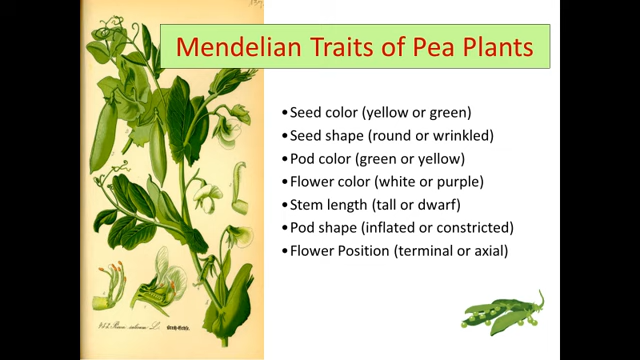 Mendelian Traits of Pea Plants
•Seed color (yellow or green)
•Seed shape (round or wrinkled)
•Pod color (green or yellow)
•Flower color (white or purple)
•Stem length (tall or dwarf)
•Pod shape (inflated or constricted)
•Flower Position (terminal or axial)